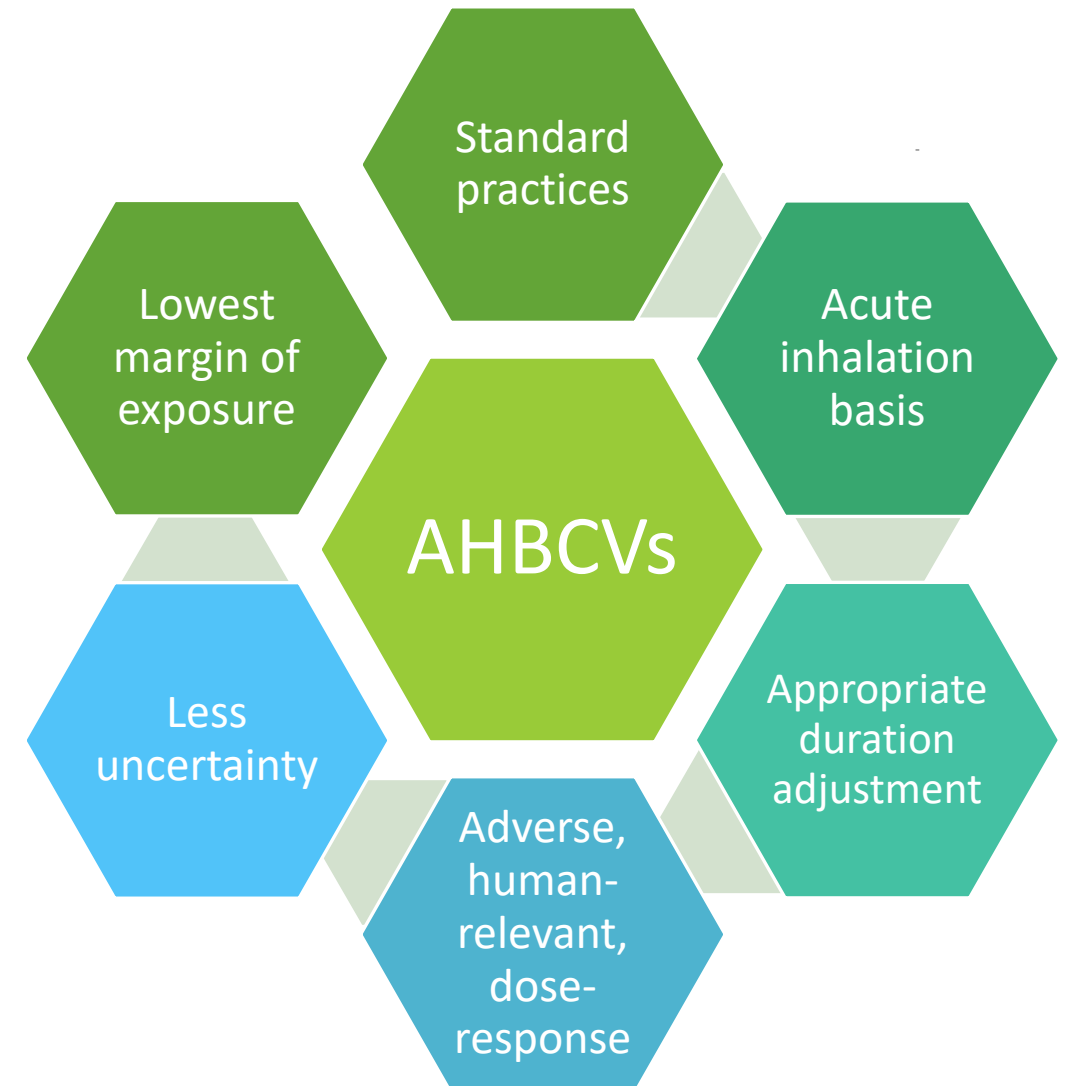 Standard
practices
Acute
inhalation
basis
Appropriate
duration
adjustment
Adverse,
human-
relevant,
dose-
response
Less
uncertainty
Lowest
margin of
exposure
AHBCVs